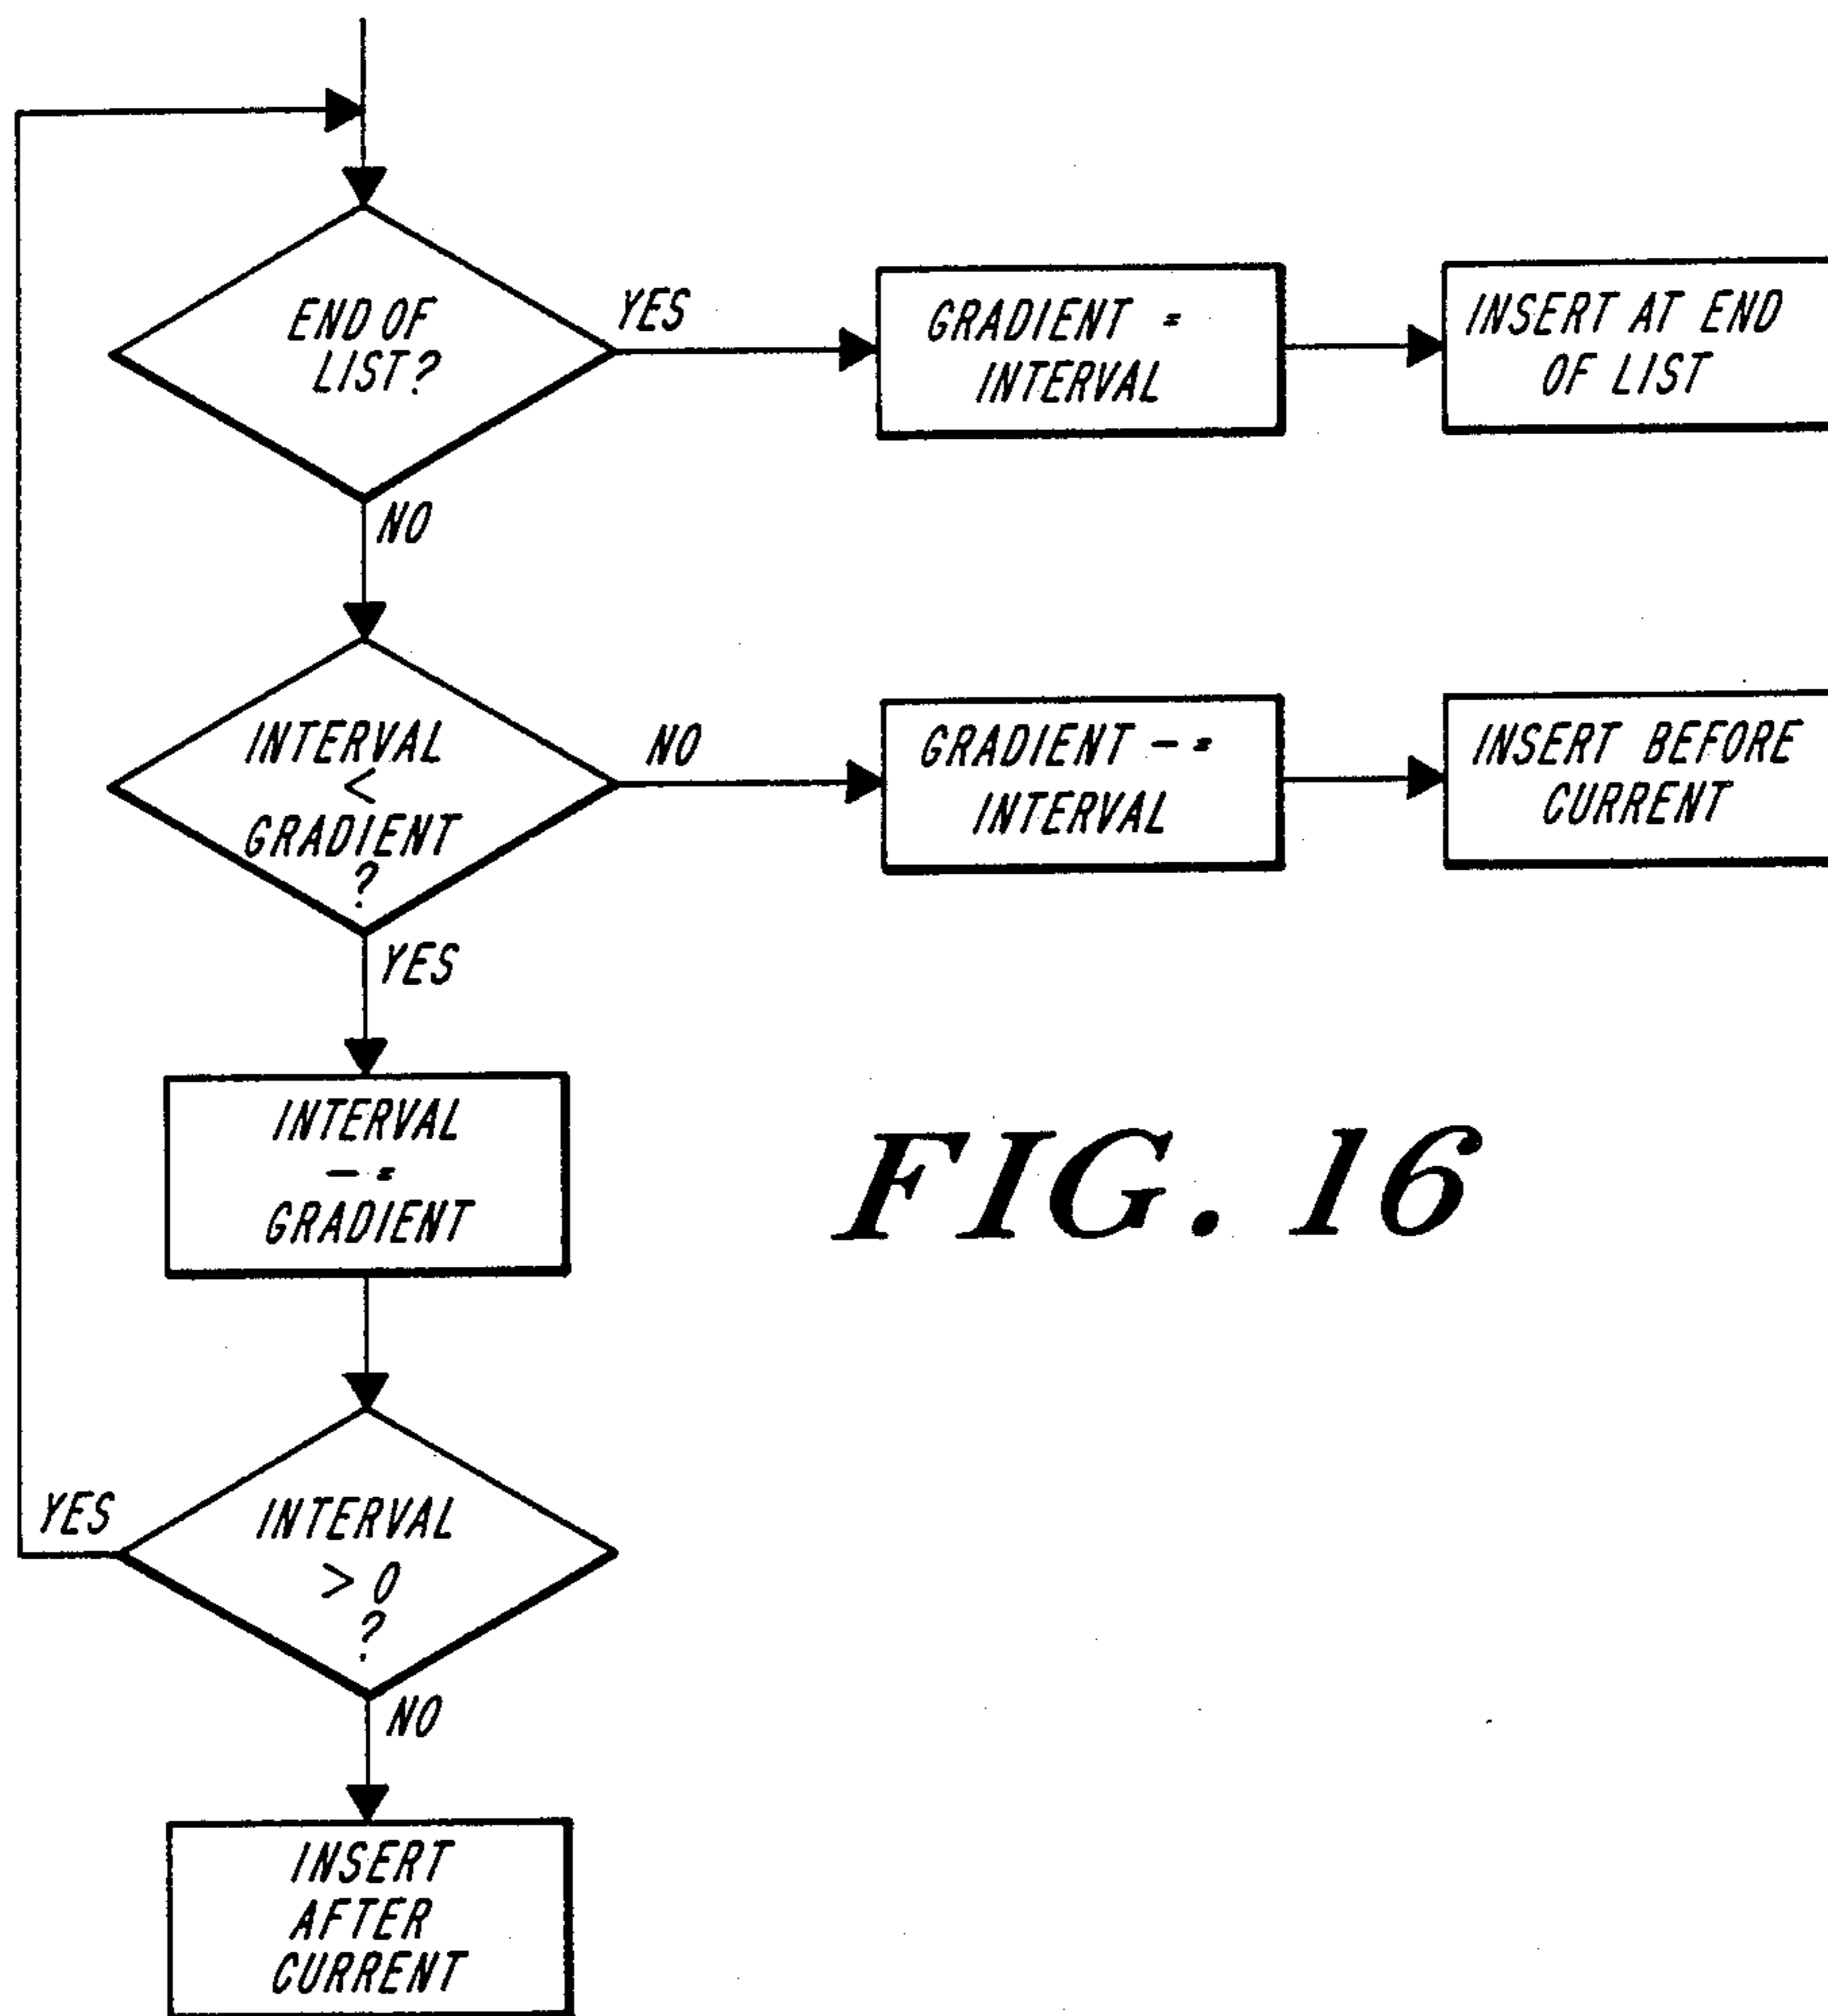 END OF
LIST?
YES
GRADIENT =
INTERVAL
INSERT AT END
OF LIST
NO
INTERVAL
<
GRADIENT
?
NO
GRADIENT -=
INTERVAL
INSERT BEFORE
CURRENT
YES
INTERVAL
-=
GRADIENT
FIG. 16
YES
INTERVAL
> 0
?
NO
INSERT
AFTER
CURRENT